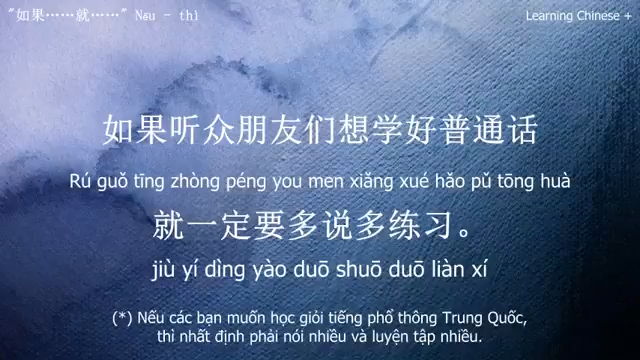 "如果……就……" Nếu - thì
Learning Chinese +
如果听众朋友们想学好普通话
Rú guǒ tīng zhòng péng you men xiǎng xué hǎo pǔ tōng huà
就一定要多说多练习。
jiù yí dìng yào duō shuō duō liàn xí
(*) Nếu các bạn muốn học giỏi tiếng phổ thông Trung Quốc,
thì nhất định phải nói nhiều và luyện tập nhiều.